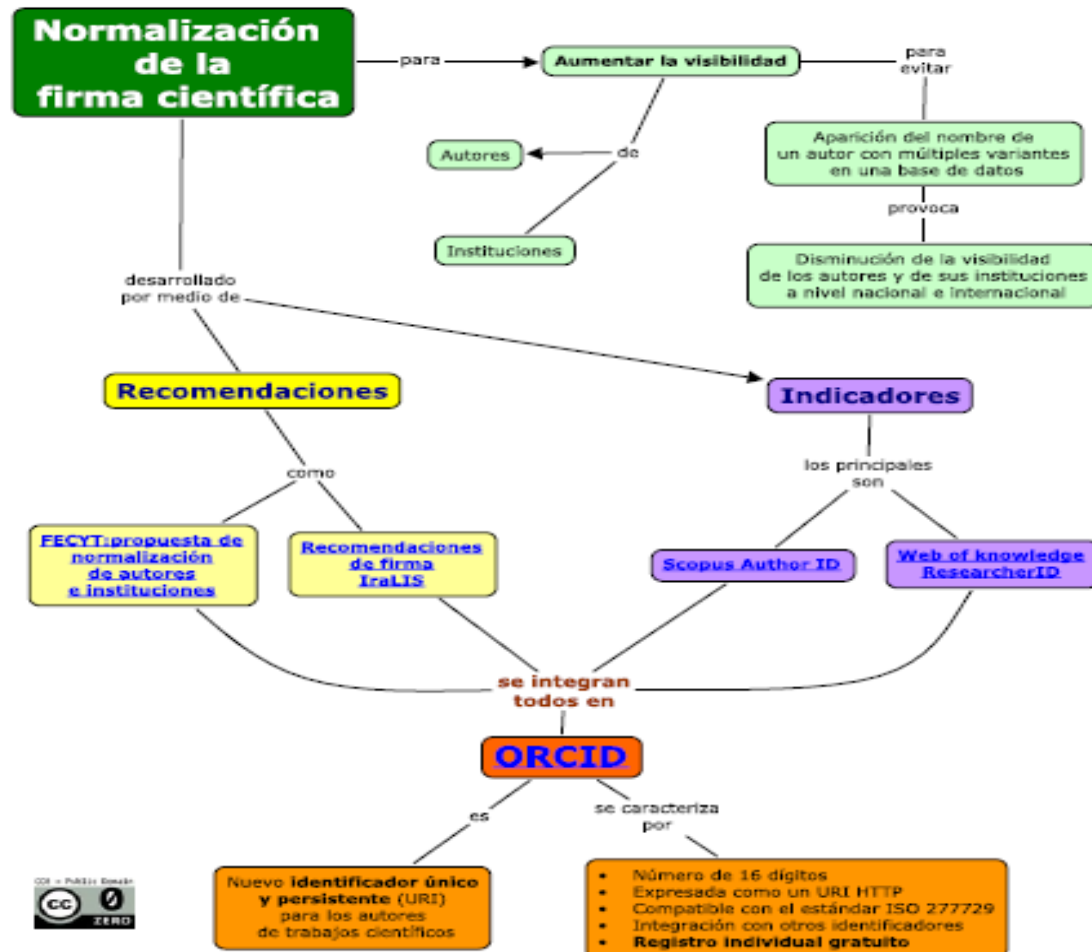 Normalización
de la
firma científica
para
Aumentar la visibilidad
para
evitar
Autores
de
Instituciones
Aparición del nombre de
un autor con múltiples variantes
en una base de datos
provoca
Disminución de la visibilidad
de los autores y de sus instituciones
a nivel nacional e internacional
desarrollado
por medio de
Recomendaciones
Indicadores
como
los principales
son
FECYT:propuesta de
normalización
de autores
e instituciones
Recomendaciones
de firma
IraLIS
Scopus Author ID
Web of knowledge
ResearcherID
se integran
todos en
ORCID
es
se caracteriza
por
Nuevo identificador único
y persistente (URI)
para los autores
de trabajos científicos
• Número de 16 dígitos
• Expresada como un URI HTTP
• Compatible con el estándar ISO 277729
• Integración con otros identificadores
• Registro individual gratuito
CC0 = Public Domain
cc 0
ZERO